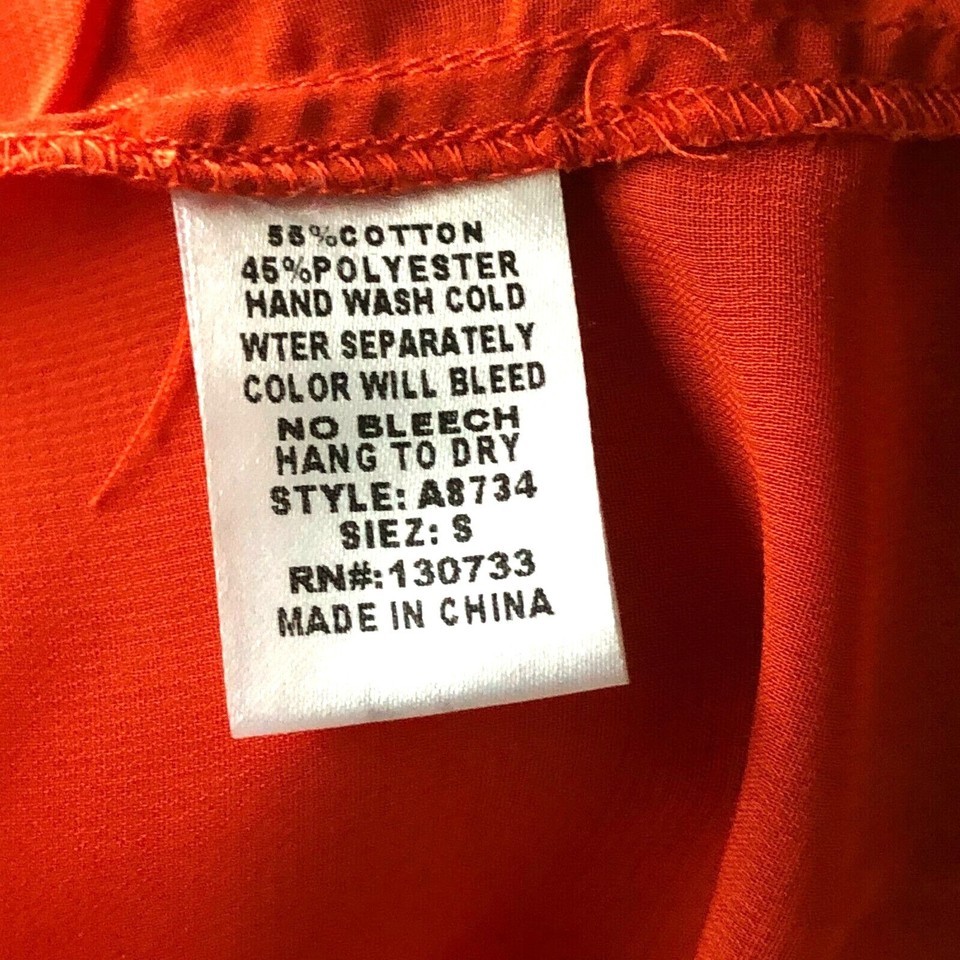 55%COTTON
45%POLYESTER
HAND WASH COLD
WTER SEPARATELY
COLOR WILL BLEED
NO BLEECH
HANG TO DRY
STYLE: A8734
SIEZ: S
RN#:130733
MADE IN CHINA